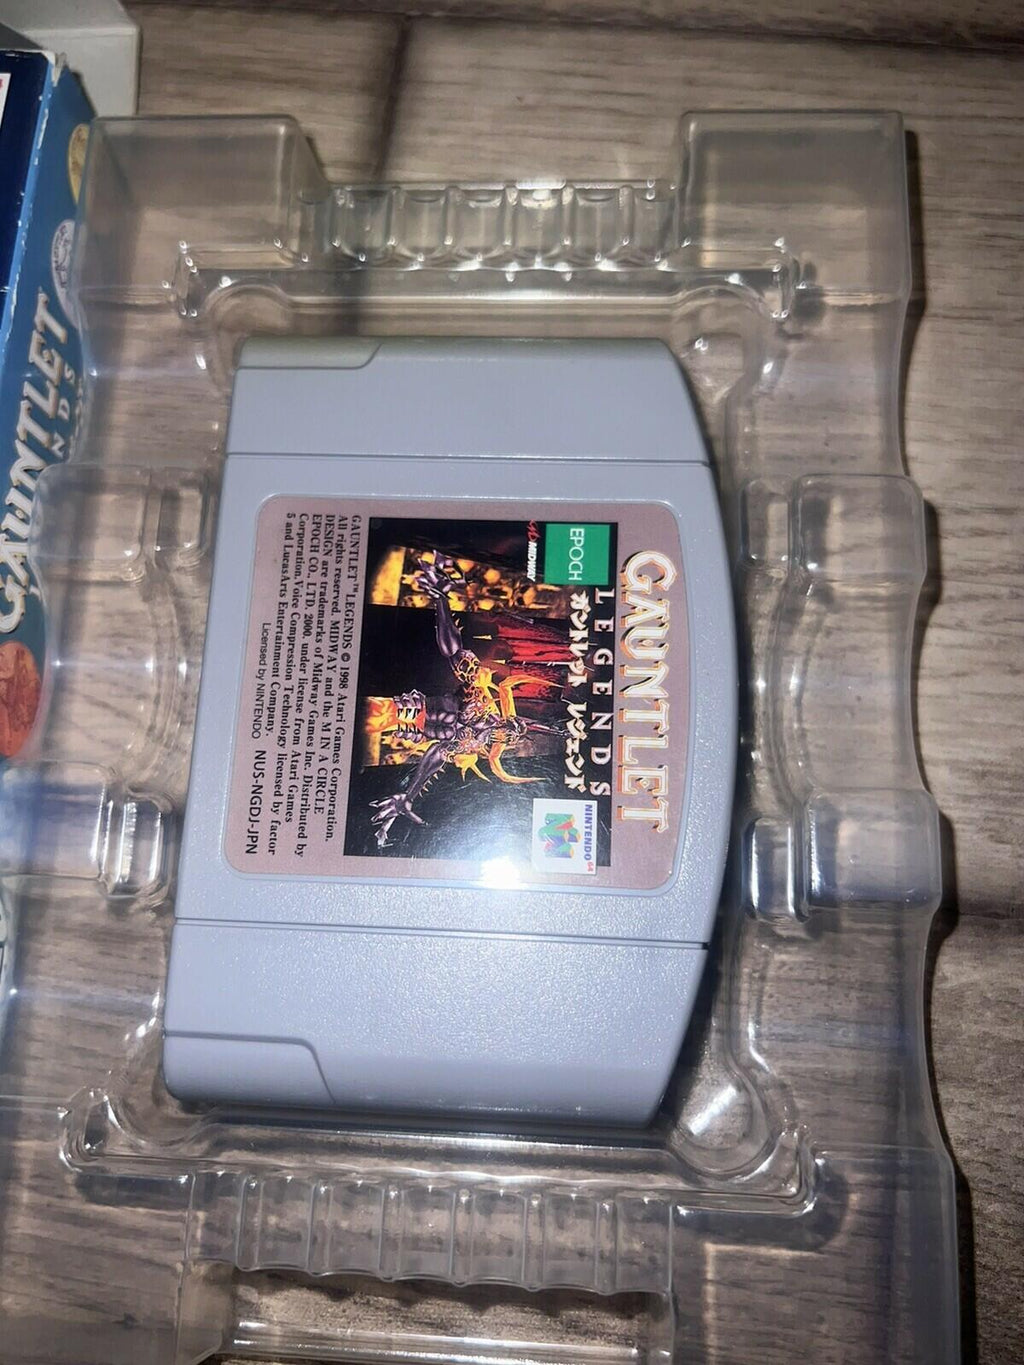 GAUNTLET
LEGENDS
ガントレット レジェンド
EPOCH
MIDWAY
NINTENDO 64
GAUNTLET™ LEGENDS © 1998 Atari Games Corporation.
All rights reserved. MIDWAY and the M IN A CIRCLE
DESIGN are trademarks of Midway Games Inc. Distributed by
EPOCH CO., LTD. 2000. under license from Atari Games
Corporation. Voice Compression Technology licensed by factor
5 and LucasArts Entertainment Company.
Licensed by NINTENDO NUS-NGDJ-JPN
GAUNTLET